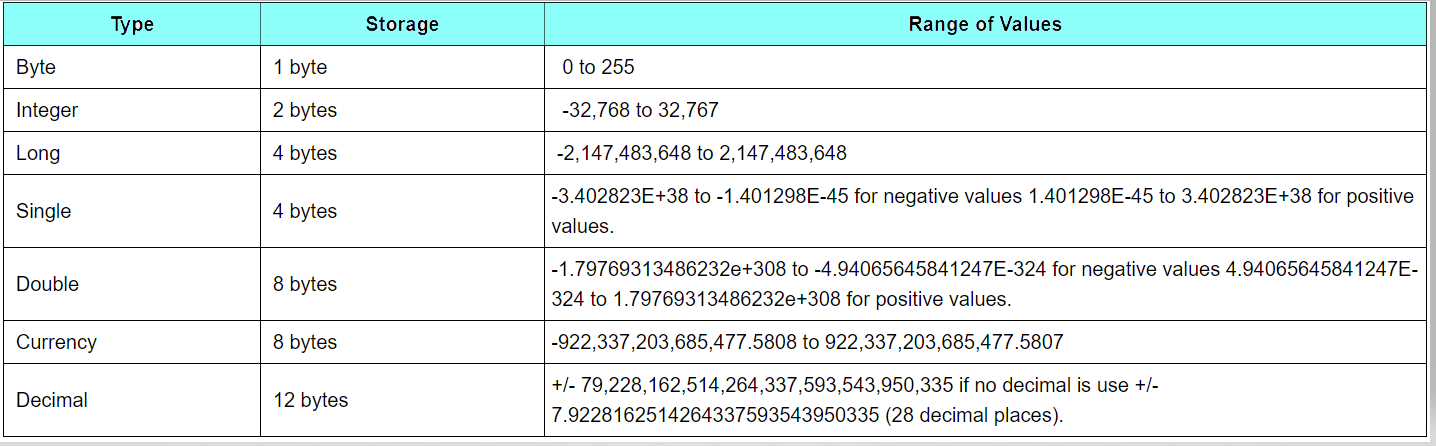 Type Storage Range of Values
Byte 1 byte 0 to 255
Integer 2 bytes -32,768 to 32,767
Long 4 bytes -2,147,483,648 to 2,147,483,648
Single 4 bytes -3.402823E+38 to -1.401298E-45 for negative values 1.401298E-45 to 3.402823E+38 for positive
values.
Double 8 bytes -1.79769313486232e+308 to -4.94065645841247E-324 for negative values 4.94065645841247E-
324 to 1.79769313486232e+308 for positive values.
Currency 8 bytes -922,337,203,685,477.5808 to 922,337,203,685,477.5807
Decimal 12 bytes +/- 79,228,162,514,264,337,593,543,950,335 if no decimal is use +/-
7.9228162514264337593543950335 (28 decimal places).